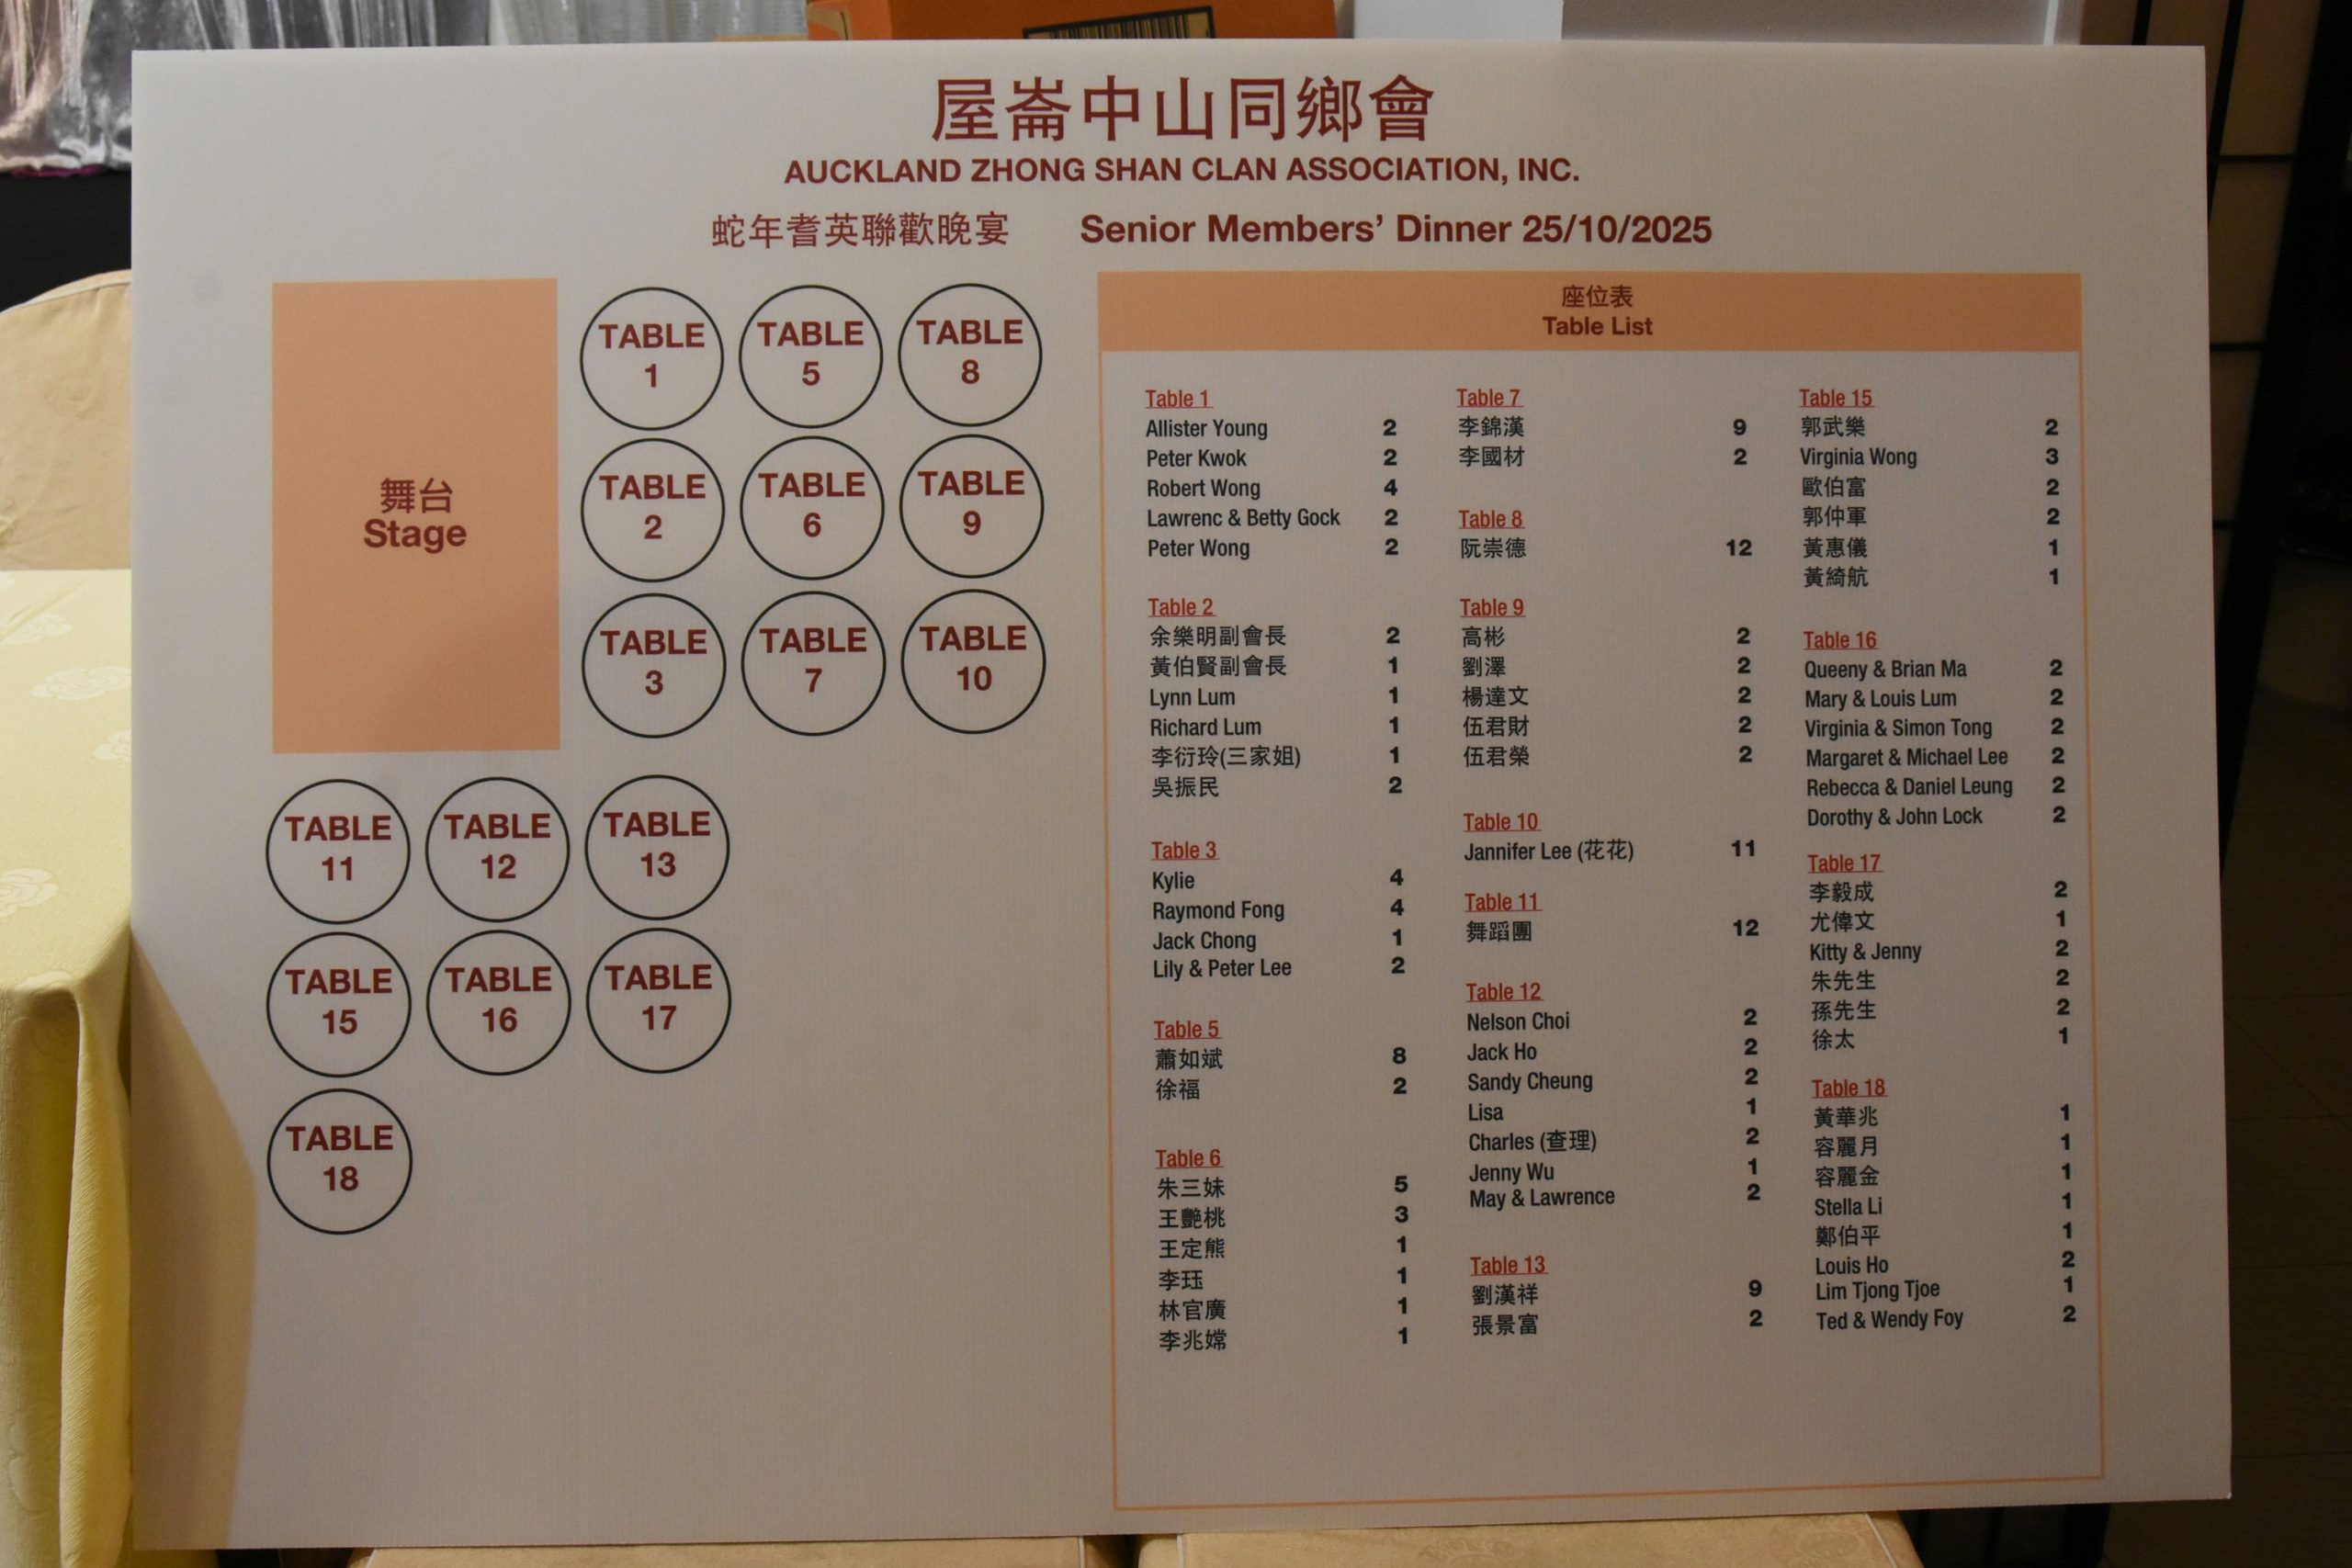 屋崙中山同鄉會
AUCKLAND ZHONG SHAN CLAN ASSOCIATION, INC.
蛇年耆英聯歡晚宴 Senior Members’ Dinner 25/10/2025
舞台
Stage
TABLE
1
TABLE
5
TABLE
8
TABLE
2
TABLE
6
TABLE
9
TABLE
3
TABLE
7
TABLE
10
TABLE
11
TABLE
12
TABLE
13
TABLE
15
TABLE
16
TABLE
17
TABLE
18
座位表
Table List
Table 1
Allister Young 2
Peter Kwok 2
Robert Wong 4
Lawrenc & Betty Gock 2
Peter Wong 2
Table 2
余樂明副會長 2
黃伯賢副會長 1
Lynn Lum 1
Richard Lum 1
李衍玲(三家姐) 1
吳振民 2
Table 3
Kylie 4
Raymond Fong 4
Jack Chong 1
Lily & Peter Lee 2
Table 5
蕭如斌 8
徐福 2
Table 6
朱三妹 5
王艷桃 3
王定熊 1
李珏 1
林官廣 1
李兆嫦 1
Table 7
李錦漢 9
李國材 2
Table 8
阮崇德 12
Table 9
高彬 2
劉澤 2
楊達文 2
伍君財 2
伍君榮 2
Table 10
Jannifer Lee (花花) 11
Table 11
舞蹈團 12
Table 12
Nelson Choi 2
Jack Ho 2
Sandy Cheung 2
Lisa 1
Charles (查理) 2
Jenny Wu 1
May & Lawrence 2
Table 13
劉漢祥 9
張景富 2
Table 15
郭武樂 2
Virginia Wong 3
歐伯富 2
郭仲軍 2
黃惠儀 1
黃綺航 1
Table 16
Queeny & Brian Ma 2
Mary & Louis Lum 2
Virginia & Simon Tong 2
Margaret & Michael Lee 2
Rebecca & Daniel Leung 2
Dorothy & John Lock 2
Table 17
李毅成 2
尤偉文 1
Kitty & Jenny 2
朱先生 2
孫先生 2
徐太 1
Table 18
黃華兆 1
容麗月 1
容麗金 1
Stella Li 1
鄭伯平 1
Louis Ho 2
Lim Tjong Tjoe 1
Ted & Wendy Foy 2